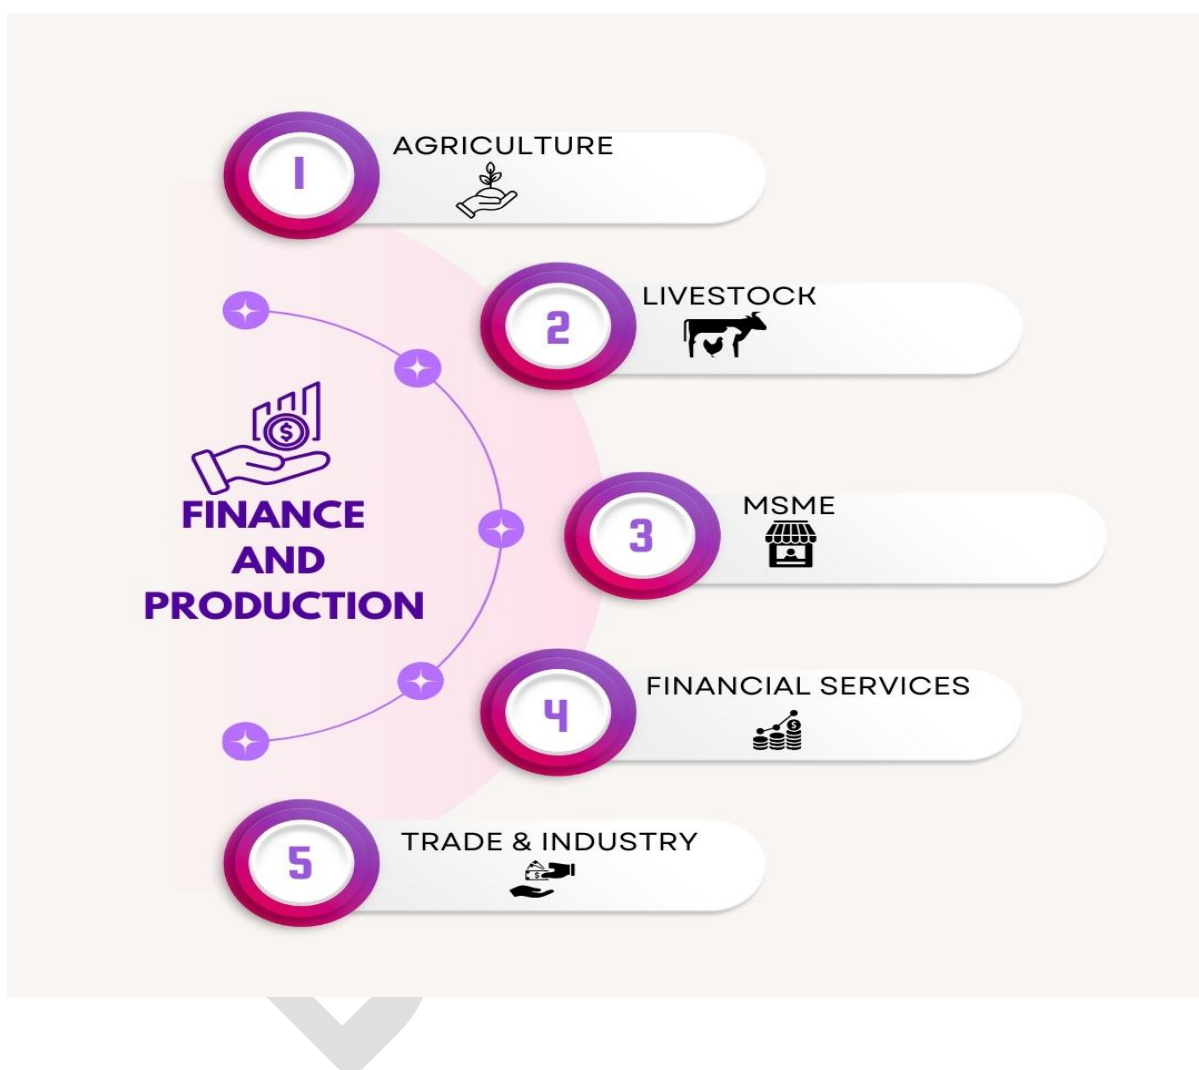 1
AGRICULTURE
2
LIVESTOCK
FINANCE
AND
PRODUCTION
3
MSME
4
FINANCIAL SERVICES
5
TRADE & INDUSTRY